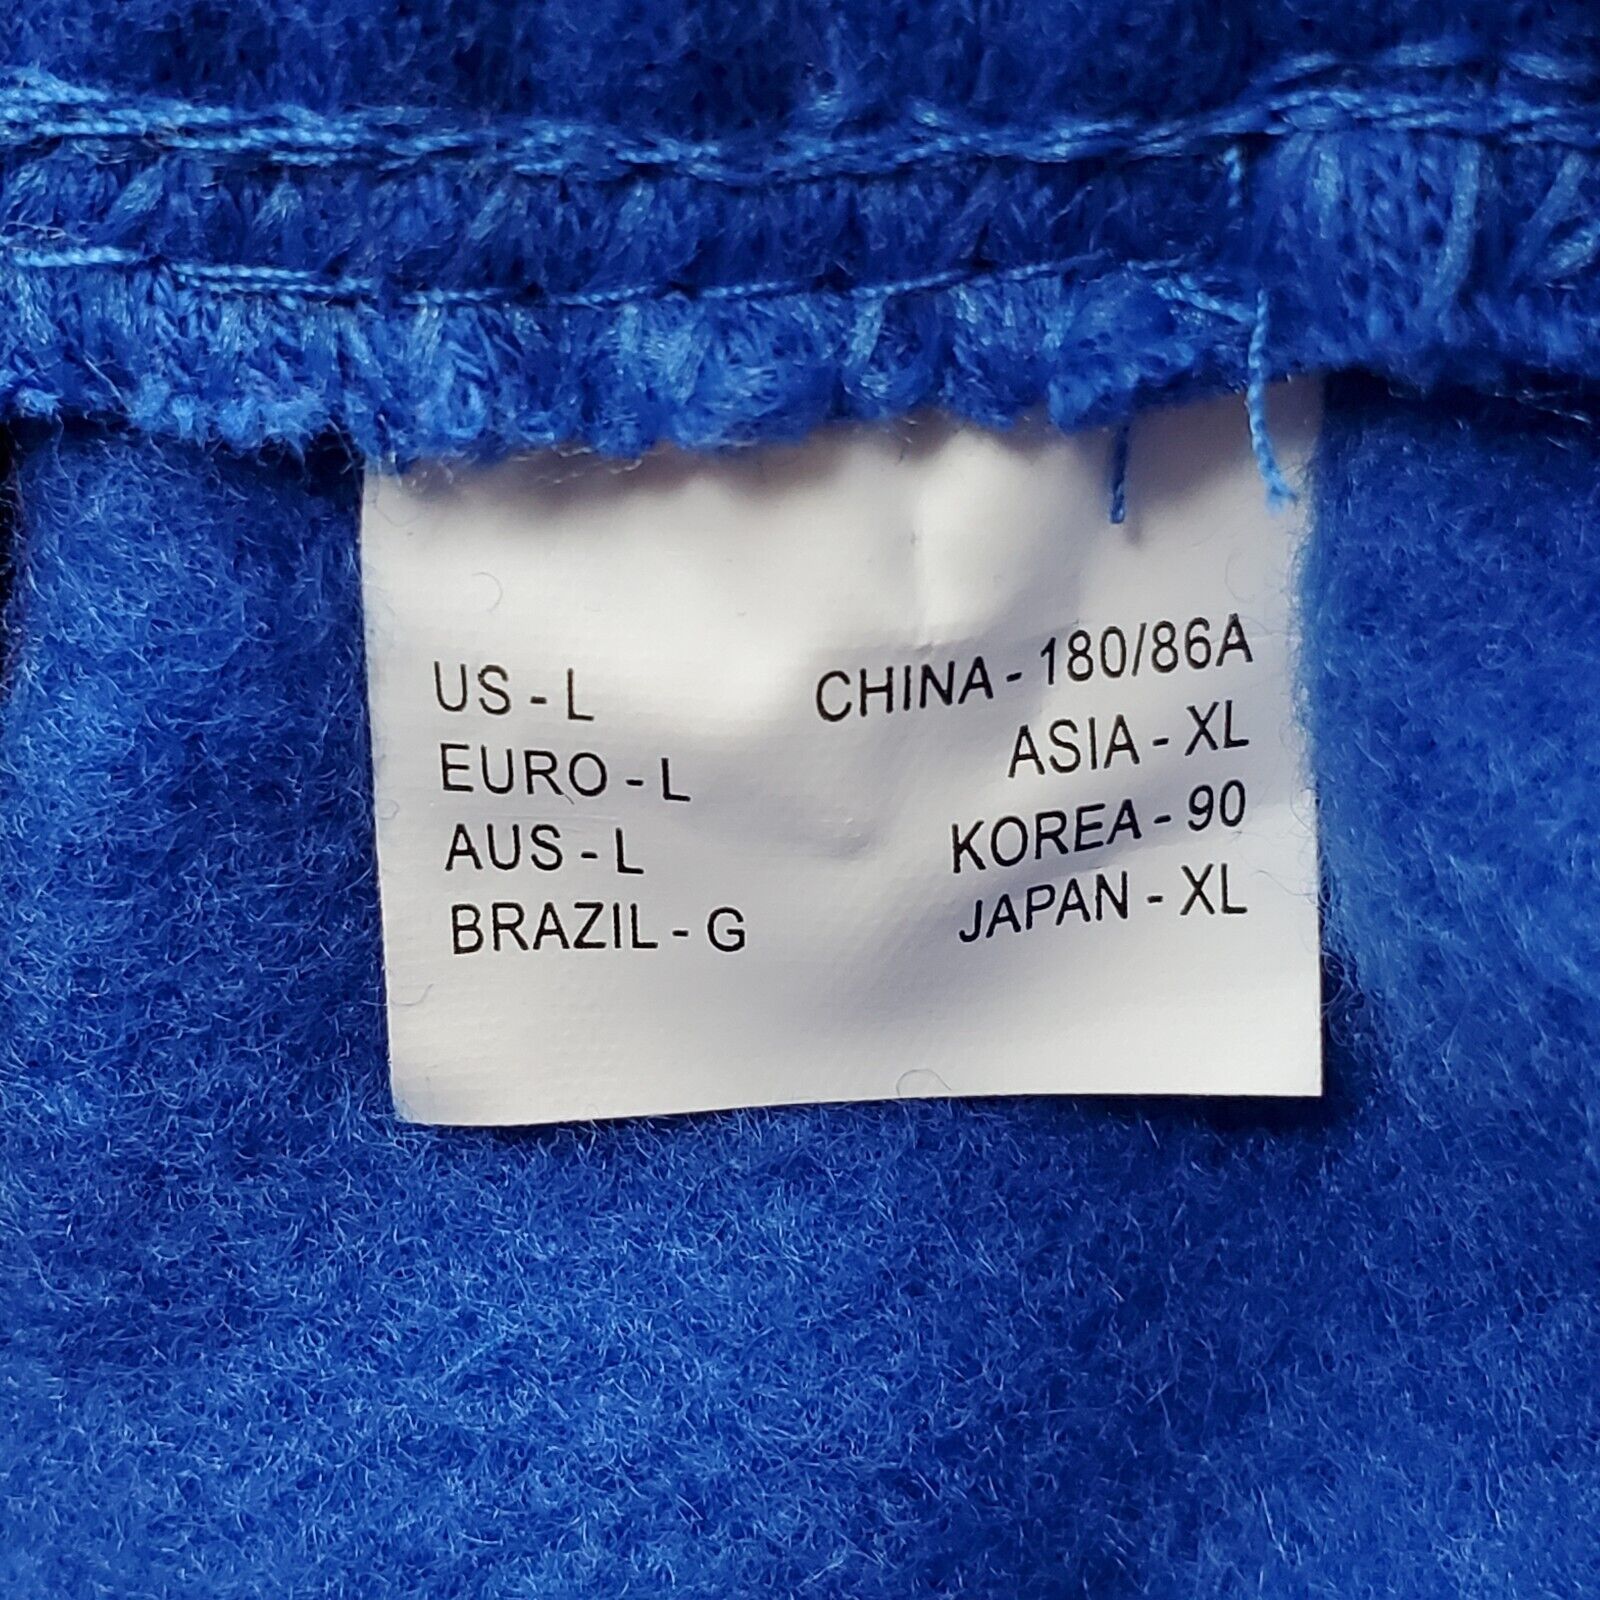 US - L
EURO - L
AUS - L
BRAZIL - G
CHINA - 180/86A
ASIA - XL
KOREA - 90
JAPAN - XL